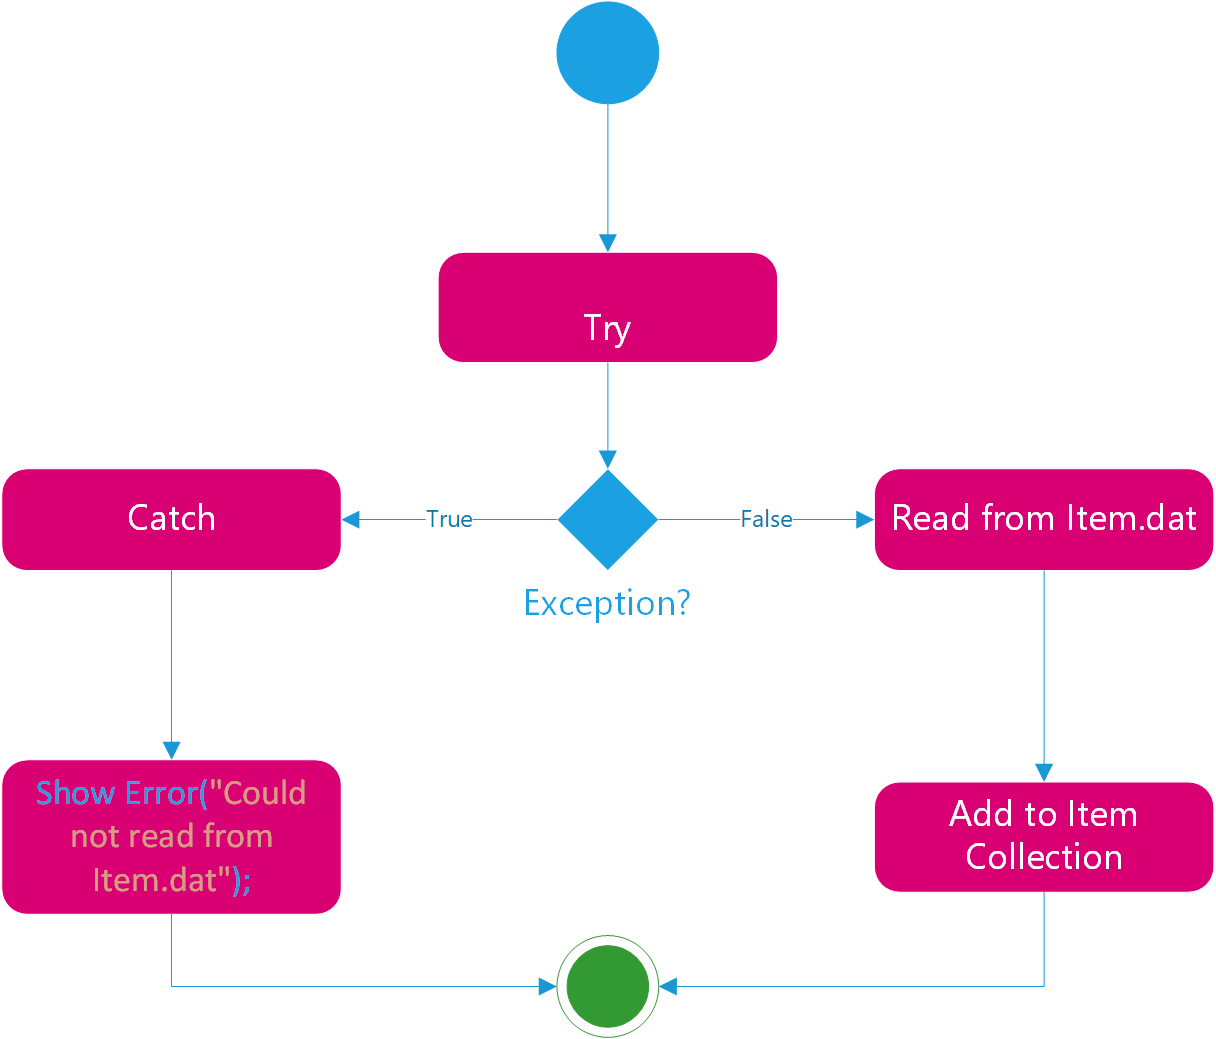 Try
Catch
True
False
Read from Item.dat
Exception?
Show Error("Could
not read from
Item.dat");
Add to Item
Collection